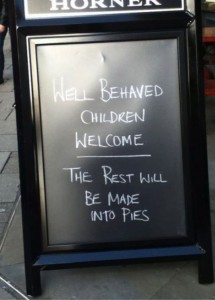 HORNER
WELL BEHAVED
CHILDREN
WELCOME
THE REST WILL
BE MADE
INTO PIES